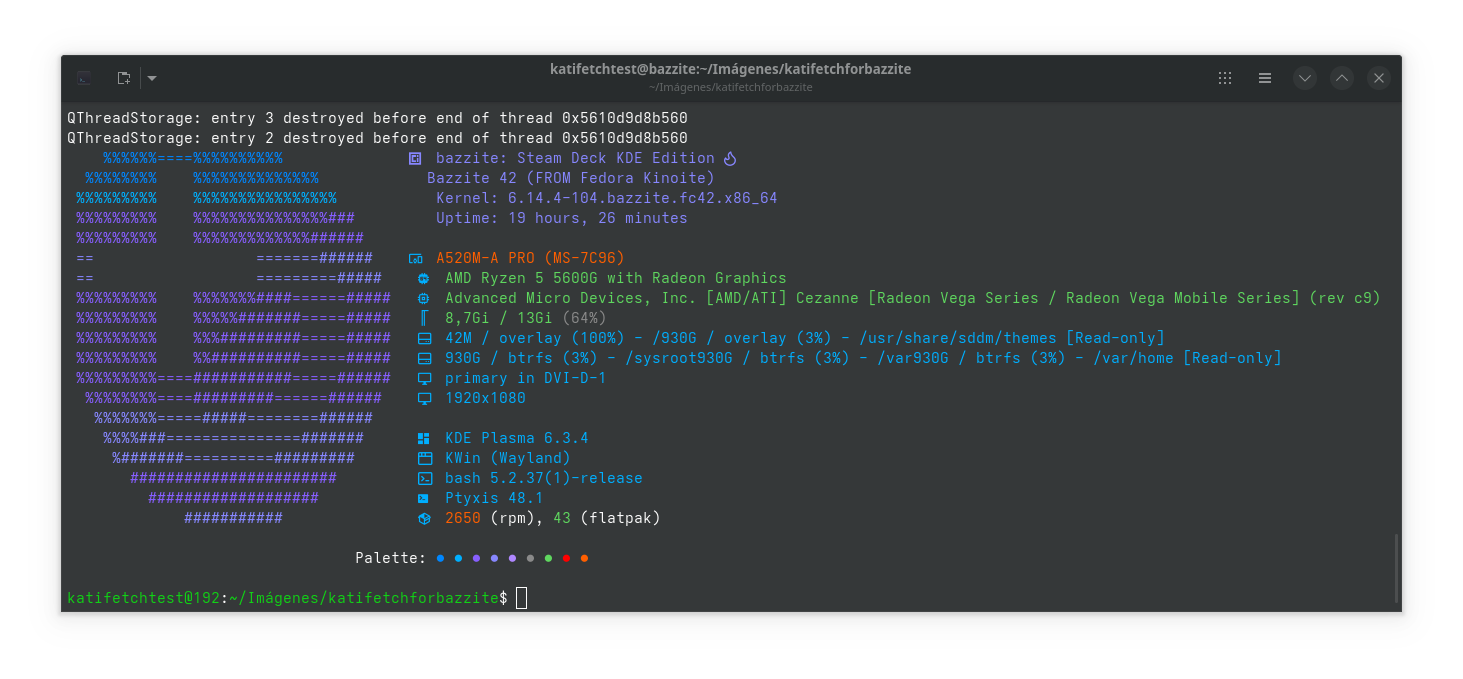 katifetchtest@bazzite:~/Imágenes/katifetchforbazzite
~/Imágenes/katifetchforbazzite
QThreadStorage: entry 3 destroyed before end of thread 0x5610d9d8b560
QThreadStorage: entry 2 destroyed before end of thread 0x5610d9d8b560
%%%%%%====%%%%%%%%%% bazzite: Steam Deck KDE Edition
%%%%%%%% %%%%%%%%%%%%%% Bazzite 42 (FROM Fedora Kinoite)
%%%%%%%%% %%%%%%%%%%%%%%%% Kernel: 6.14.4-104.bazzite.fc42.x86_64
%%%%%%%%% %%%%%%%%%%%%%%%### Uptime: 19 hours, 26 minutes
%%%%%%%%% %%%%%%%%%%%%%######
== =======###### A520M-A PRO (MS-7C96)
== =========##### AMD Ryzen 5 5600G with Radeon Graphics
%%%%%%%%% %%%%%%%####======##### Advanced Micro Devices, Inc. [AMD/ATI] Cezanne [Radeon Vega Series / Radeon Vega Mobile Series] (rev c9)
%%%%%%%%% %%%%%#######=====##### 8,7Gi / 13Gi (64%)
%%%%%%%%% %%%#########=====##### 42M / overlay (100%) - /930G / overlay (3%) - /usr/share/sddm/themes [Read-only]
%%%%%%%%% %%##########=====##### 930G / btrfs (3%) - /sysroot930G / btrfs (3%) - /var930G / btrfs (3%) - /var/home [Read-only]
%%%%%%%%%====###########=====###### primary in DVI-D-1
%%%%%%%%====#########======###### 1920x1080
%%%%%%%=====#####========######
%%%%###===============####### KDE Plasma 6.3.4
%#######==========######### KWin (Wayland)
####################### bash 5.2.37(1)-release
################### Ptyxis 48.1
########### 2650 (rpm), 43 (flatpak)
Palette:
katifetchtest@192:~/Imágenes/katifetchforbazzite$